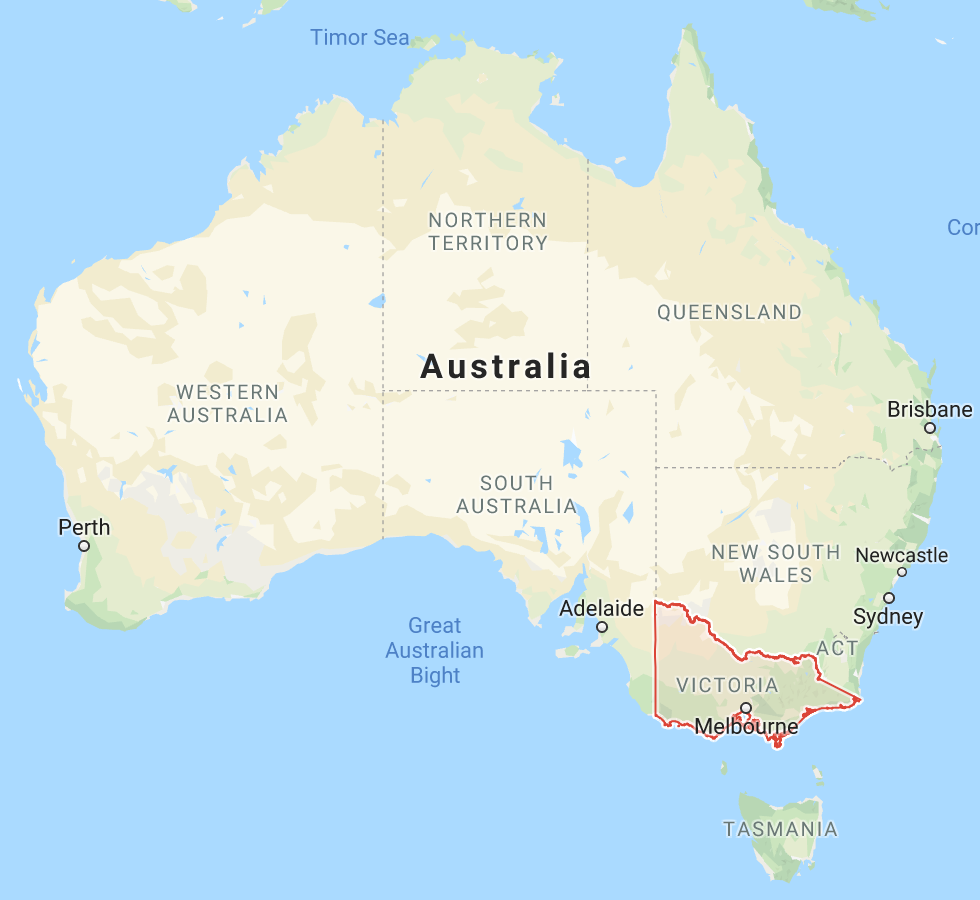 Timor Sea
NORTHERN
TERRITORY
Cor
QUEENSLAND
Australia
WESTERN
AUSTRALIA
Brisbane
SOUTH
AUSTRALIA
Perth
NEW SOUTH
WALES
Newcastle
Adelaide
Sydney
Great
Australian
Bight
ACT
VICTORIA
Melbourne
TASMANIA